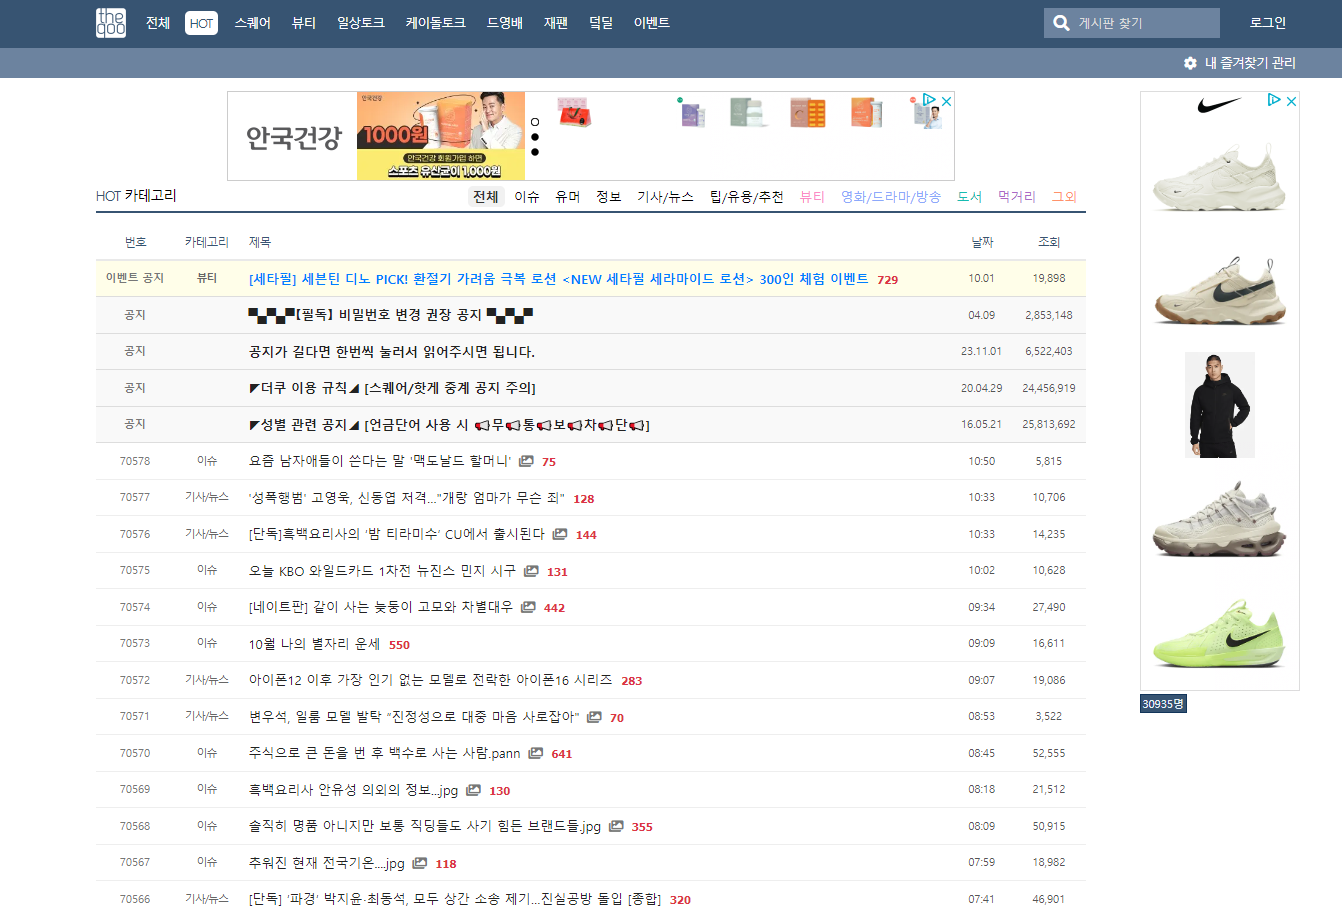 the qoo 전체 HOT 스퀘어 뷰티 일상토크 케이돌토크 드영배 재팬 덬딜 이벤트 게시판 찾기 로그인
내 즐겨찾기 관리
안국건강
안국건강
1000원
안국건강 회원가입 하면
스포츠 유산균이 1,000원
HOT 카테고리 전체 이슈 유머 정보 기사/뉴스 팁/유용/추천 뷰티 영화/드라마/방송 도서 먹거리 그외
번호 카테고리 제목 날짜 조회
이벤트 공지 뷰티 [세타필] 세븐틴 디노 PICK! 환절기 가려움 극복 로션 <NEW 세타필 세라마이드 로션> 300인 체험 이벤트 729 10.01 19,898
공지 ▀▄▀▄▀【필독】 비밀번호 변경 권장 공지 ▀▄▀▄▀ 04.09 2,853,148
공지 공지가 길다면 한번씩 눌러서 읽어주시면 됩니다. 23.11.01 6,522,403
공지 ◤더쿠 이용 규칙◢ [스퀘어/핫게 중계 공지 주의] 20.04.29 24,456,919
공지 ◤성별 관련 공지◢ [언금단어 사용 시 📢무📢통📢보📢차📢단📢] 16.05.21 25,813,692
70578 이슈 요즘 남자애들이 쓴다는 말 '맥도날드 할머니' 75 10:50 5,815
70577 기사/뉴스 '성폭행범' 고영욱, 신동엽 저격…"개랑 엄마가 무슨 죄" 128 10:33 10,706
70576 기사/뉴스 [단독]흑백요리사의 ‘밤 티라미수’ CU에서 출시된다 144 10:33 14,235
70575 이슈 오늘 KBO 와일드카드 1차전 뉴진스 민지 시구 131 10:02 10,628
70574 이슈 [네이트판] 같이 사는 늦둥이 고모와 차별대우 442 09:34 27,490
70573 이슈 10월 나의 별자리 운세 550 09:09 16,611
70572 기사/뉴스 아이폰12 이후 가장 인기 없는 모델로 전락한 아이폰16 시리즈 283 09:07 19,086
70571 기사/뉴스 변우석, 일룸 모델 발탁 “진정성으로 대중 마음 사로잡아" 70 08:53 3,522
70570 이슈 주식으로 큰 돈을 번 후 백수로 사는 사람.pann 641 08:45 52,555
70569 이슈 흑백요리사 안유성 의외의 정보...jpg 130 08:18 21,512
70568 이슈 솔직히 명품 아니지만 보통 직딩들도 사기 힘든 브랜드들.jpg 355 08:09 50,915
70567 이슈 추워진 현재 전국기온....jpg 118 07:59 18,982
70566 기사/뉴스 [단독] '파경' 박지윤·최동석, 모두 상간 소송 제기…진실공방 돌입 [종합] 320 07:41 46,901
30935명